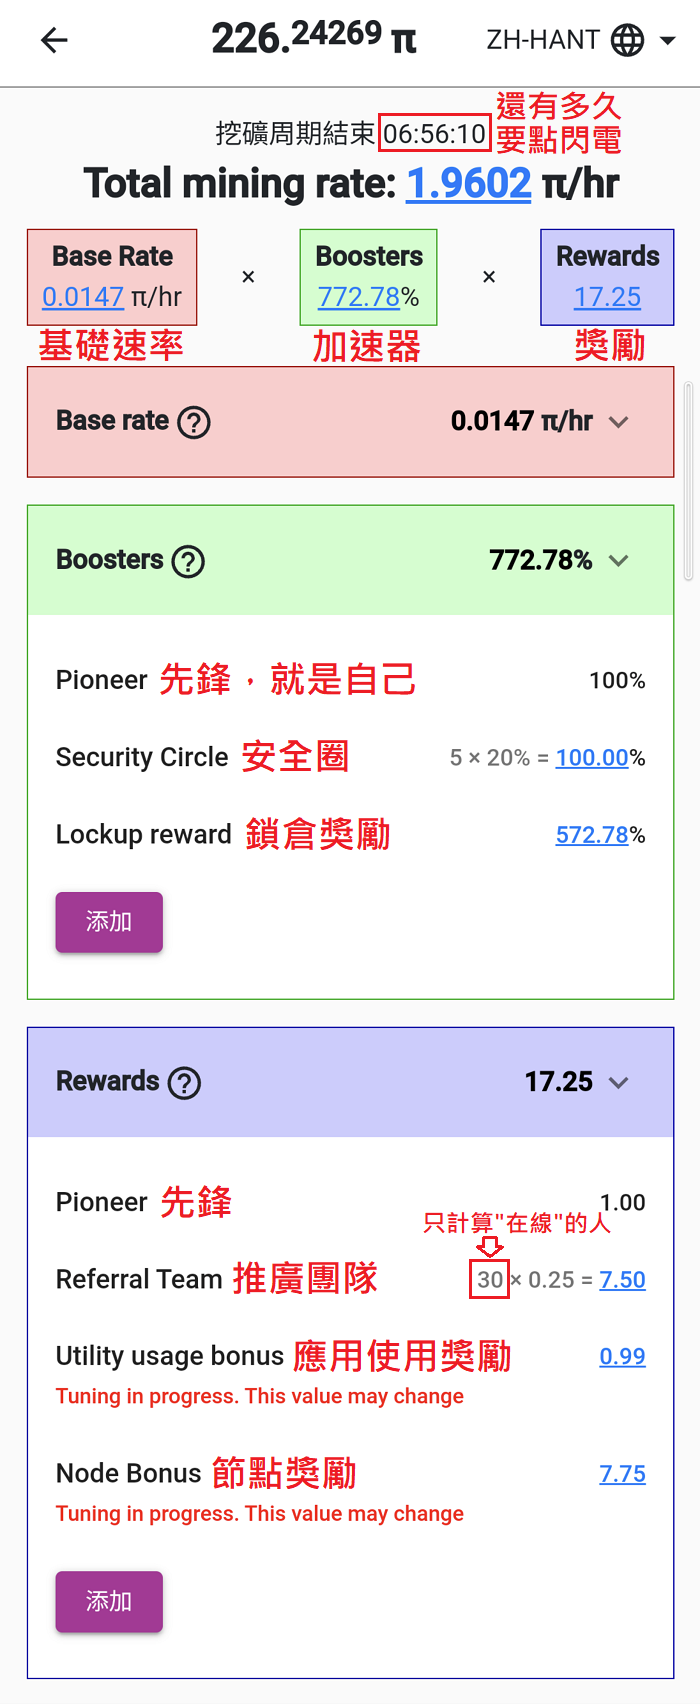 226.24269 π
ZH-HANT
還有多久
挖礦周期結束 06:56:10 要點閃電
Total mining rate: 1.9602 π/hr
Base Rate × Boosters × Rewards
0.0147 π/hr 772.78% 17.25
基礎速率 加速器 獎勵
Base rate ? 0.0147 π/hr
Boosters ? 772.78%
Pioneer 先鋒，就是自己 100%
Security Circle 安全圈 5 × 20% = 100.00%
Lockup reward 鎖倉獎勵 572.78%
添加
Rewards ? 17.25
Pioneer 先鋒 1.00
只計算"在線"的人
Referral Team 推廣團隊 30 × 0.25 = 7.50
Utility usage bonus 應用使用獎勵 0.99
Tuning in progress. This value may change
Node Bonus 節點獎勵 7.75
Tuning in progress. This value may change
添加